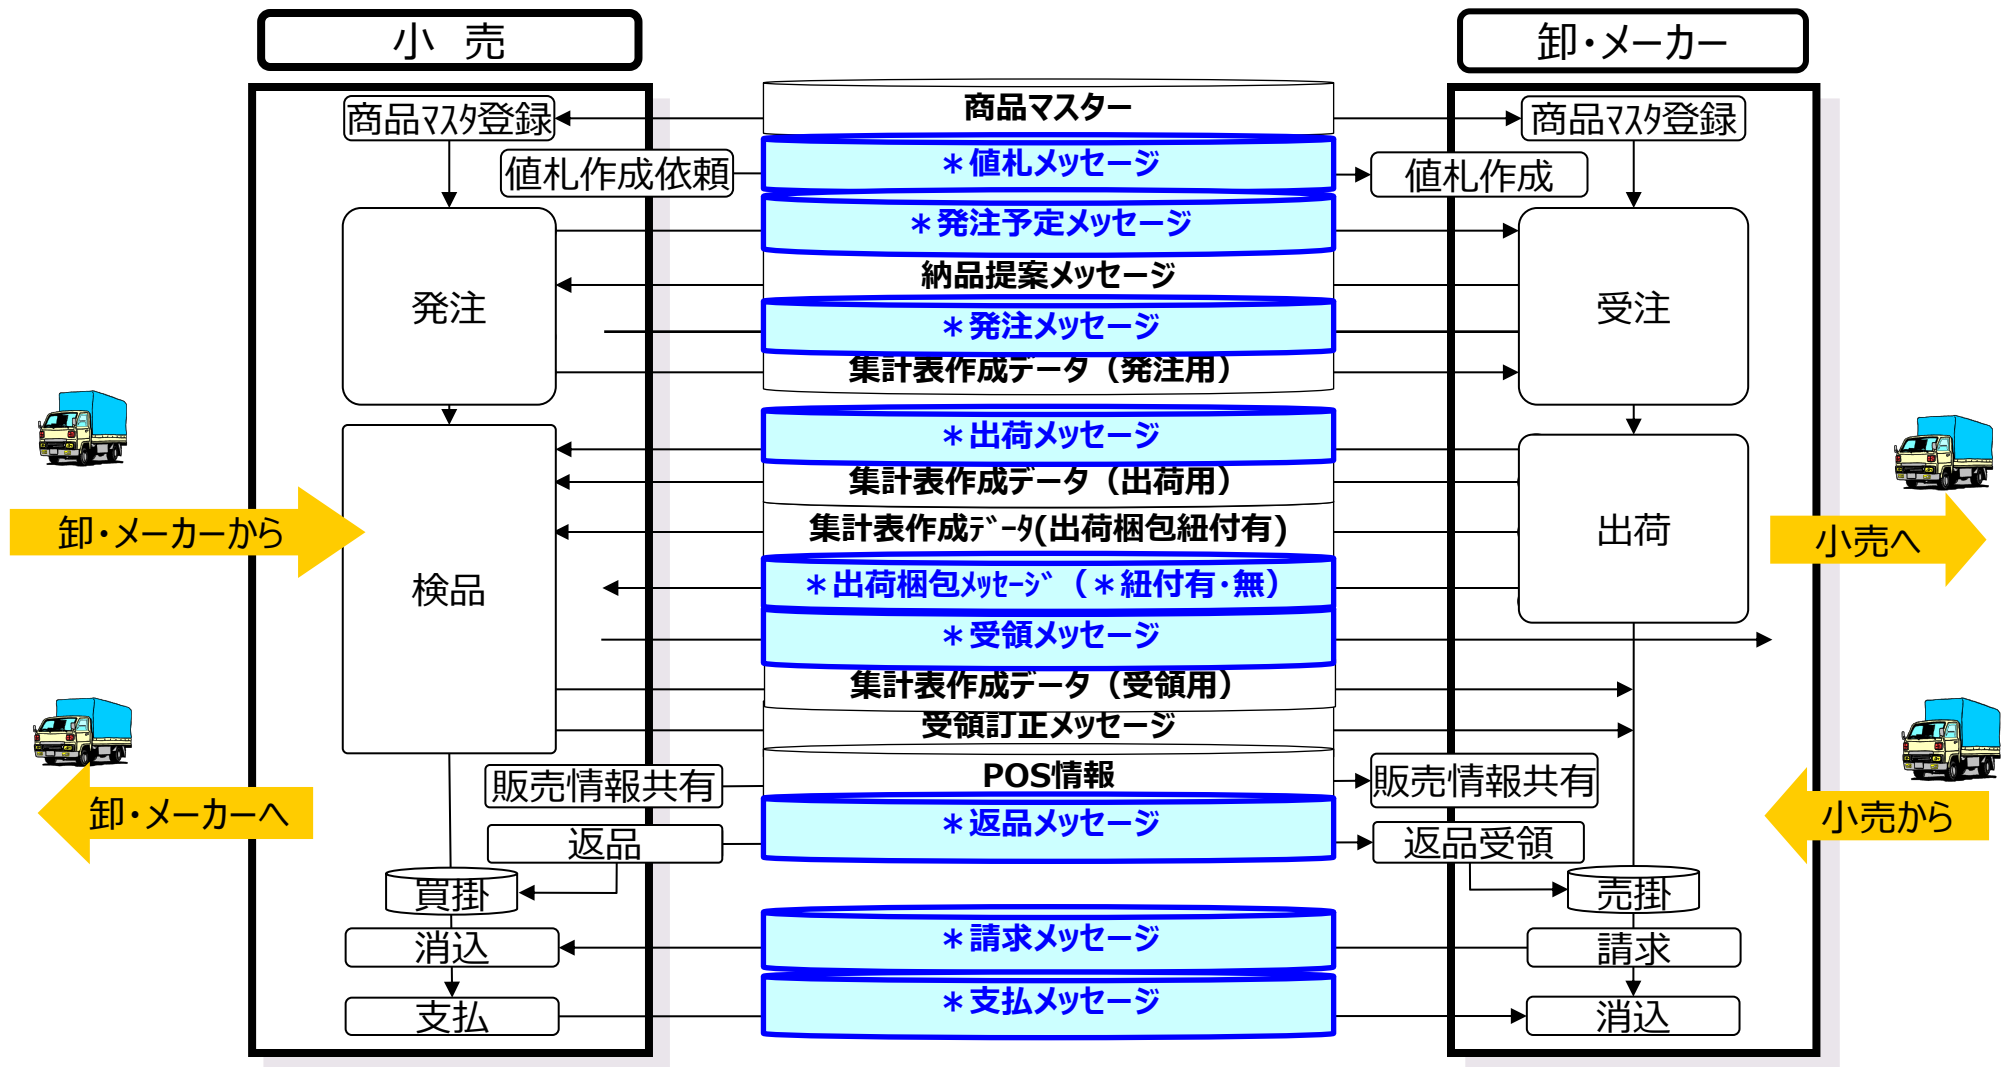 小　売
卸・メーカー
商品ﾏｽﾀ登録
商品マスター
商品ﾏｽﾀ登録
値札作成依頼
＊値札メッセージ
値札作成
＊発注予定メッセージ
納品提案メッセージ
発注
受注
＊発注メッセージ
集計表作成データ（発注用）
＊出荷メッセージ
集計表作成データ（出荷用）
集計表作成ﾃﾞｰﾀ(出荷梱包紐付有)
卸・メーカーから
出荷
小売へ
検品
＊出荷梱包ﾒｯｾｰｼﾞ（＊紐付有･無）
＊受領メッセージ
集計表作成データ（受領用）
受領訂正メッセージ
販売情報共有
POS情報
販売情報共有
卸・メーカーへ
小売から
返品
＊返品メッセージ
返品受領
買掛
売掛
消込
＊請求メッセージ
請求
支払
＊支払メッセージ
消込